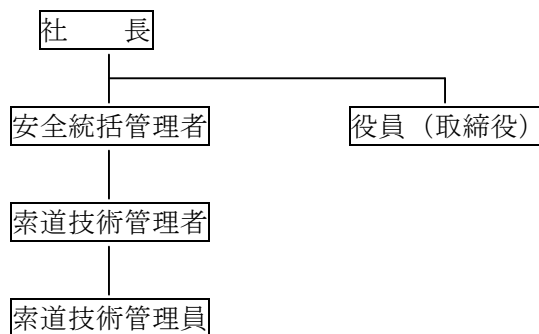 社　　長
安全統括管理者
役員（取締役）
索道技術管理者
索道技術管理員